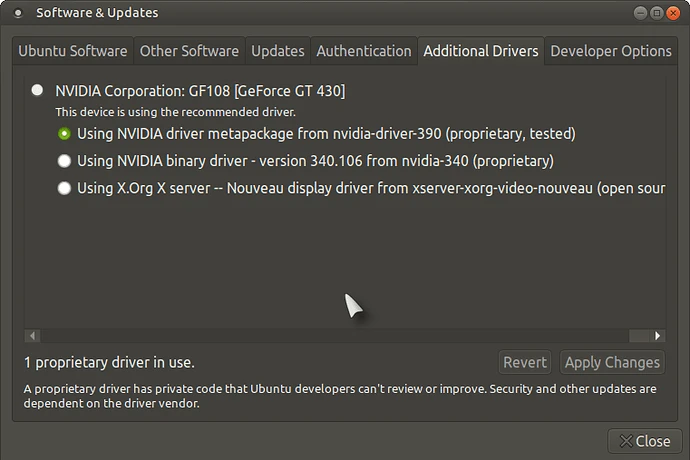 Software & Updates
Ubuntu Software
Other Software
Updates
Authentication
Additional Drivers
Developer Options
NVIDIA Corporation: GF108 [GeForce GT 430]
This device is using the recommended driver.
Using NVIDIA driver metapackage from nvidia-driver-390 (proprietary, tested)
Using NVIDIA binary driver - version 340.106 from nvidia-340 (proprietary)
Using X.Org X server -- Nouveau display driver from xserver-xorg-video-nouveau (open sour
1 proprietary driver in use.
Revert
Apply Changes
A proprietary driver has private code that Ubuntu developers can't review or improve. Security and other updates are
dependent on the driver vendor.
Close